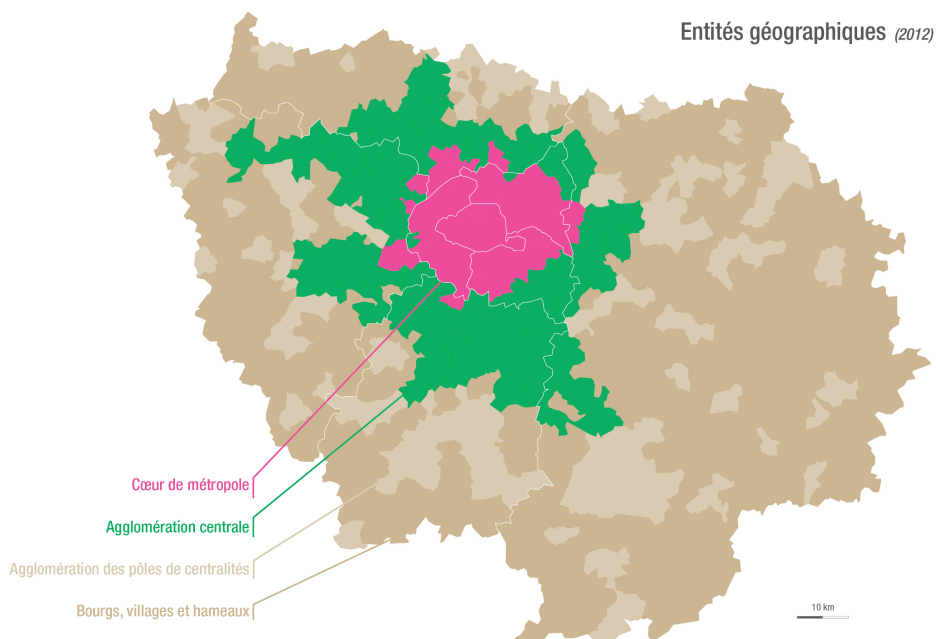 Entités géographiques (2012)
Cœur de métropole
Agglomération centrale
Agglomération des pôles de centralités
Bourgs, villages et hameaux
10 km